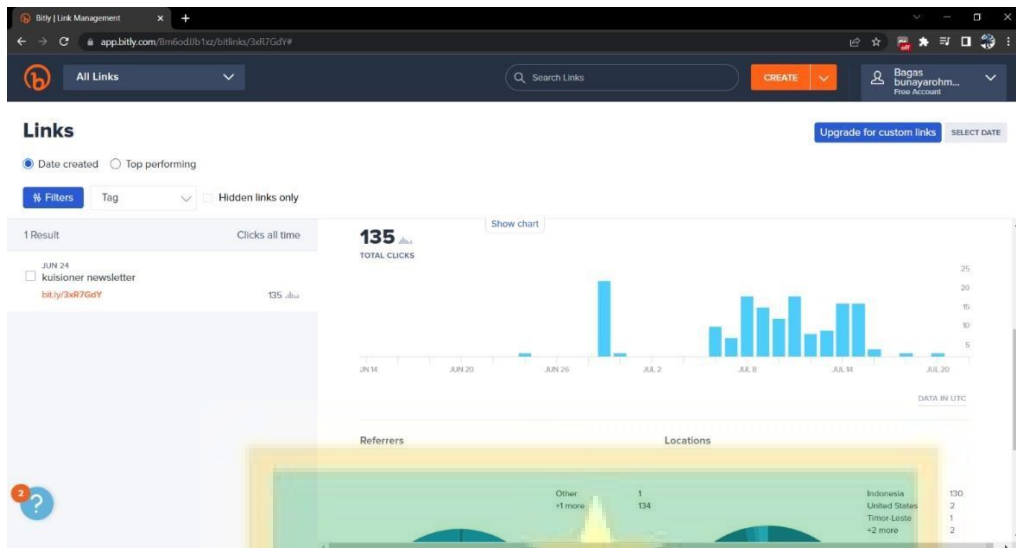 Bitly | Link Management
app.bitly.com/8m6odJJb1xz/bitlinks/3xR7GdY#
All Links
Search Links
CREATE
Bagas
bunayarohm...
Free Account
Links
Upgrade for custom links
SELECT DATE
Date created
Top performing
Filters
Tag
Hidden links only
1 Result
Clicks all time
JUN 24
kuisioner newsletter
bit.ly/3xR7GdY
135
Show chart
135
TOTAL CLICKS
25
20
15
10
5
UN 14
JUN 20
JUN 26
JUL 2
JUL 8
JUL 14
JUL 20
DATA IN UTC
Referrers
Other 1
+1 more 134
Locations
Indonesia 130
United States 2
Timor-Leste 1
+2 more 2
2
?